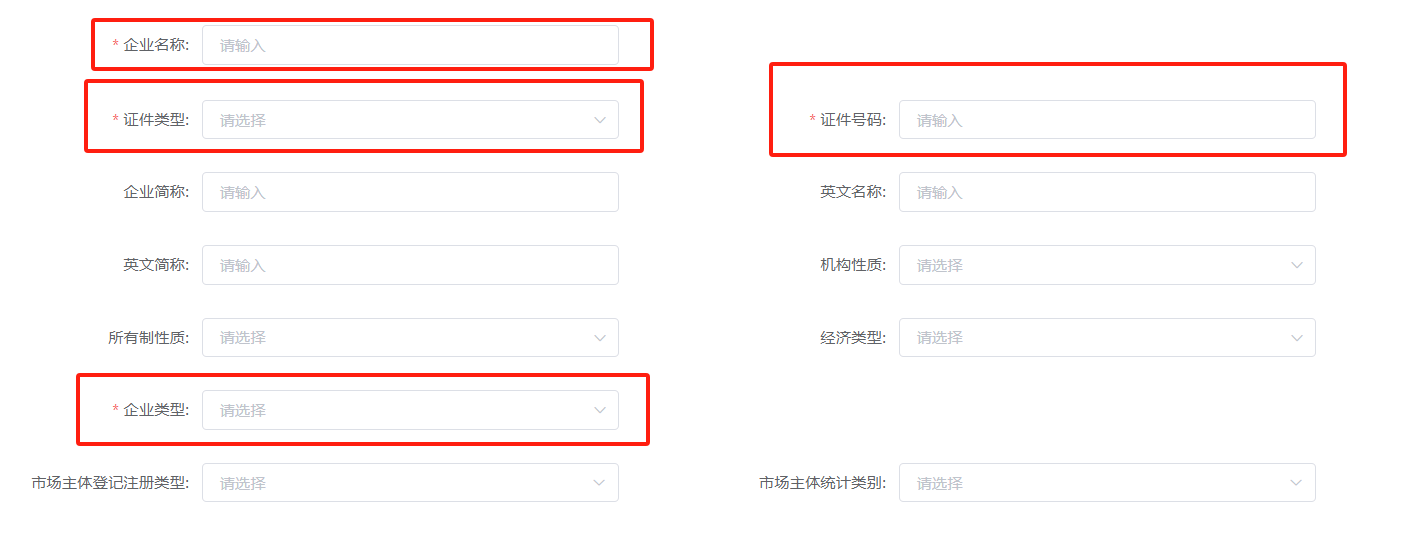 * 企业名称: 请输入
* 证件类型: 请选择 * 证件号码: 请输入
企业简称: 请输入 英文名称: 请输入
英文简称: 请输入 机构性质: 请选择
所有制性质: 请选择 经济类型: 请选择
* 企业类型: 请选择
市场主体登记注册类型: 请选择 市场主体统计类别: 请选择